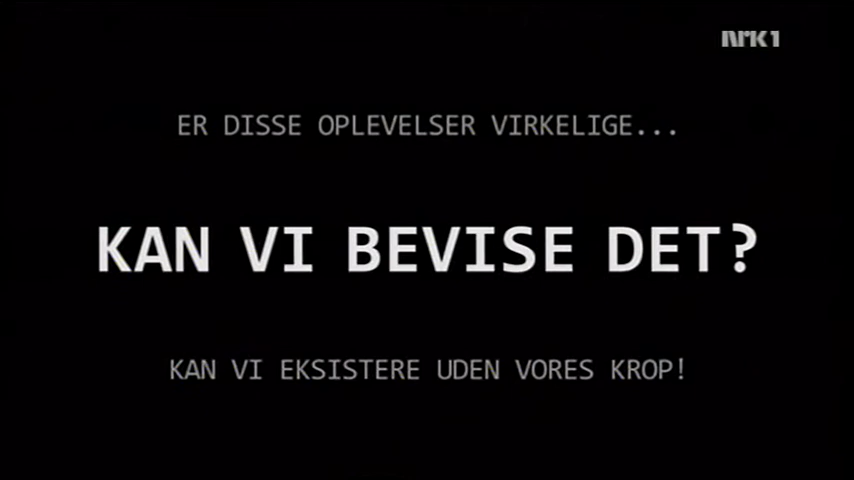 NRK1
ER DISSE OPLEVELSER VIRKELIGE...
KAN VI BEVISE DET?
KAN VI EKSISTERE UDEN VORES KROP!